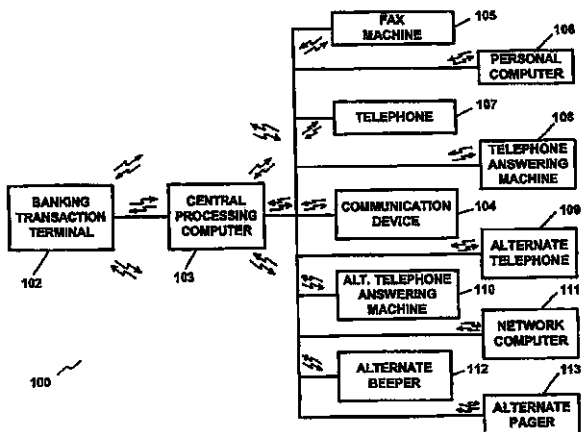 FAX
MACHINE
105
PERSONAL
COMPUTER
106
TELEPHONE
107
TELEPHONE
ANSWERING
MACHINE
108
BANKING
TRANSACTION
TERMINAL
102
CENTRAL
PROCESSING
COMPUTER
103
COMMUNICATION
DEVICE
104
ALTERNATE
TELEPHONE
109
ALT. TELEPHONE
ANSWERING
MACHINE
110
NETWORK
COMPUTER
111
ALTERNATE
BEEPER
112
ALTERNATE
PAGER
113
100